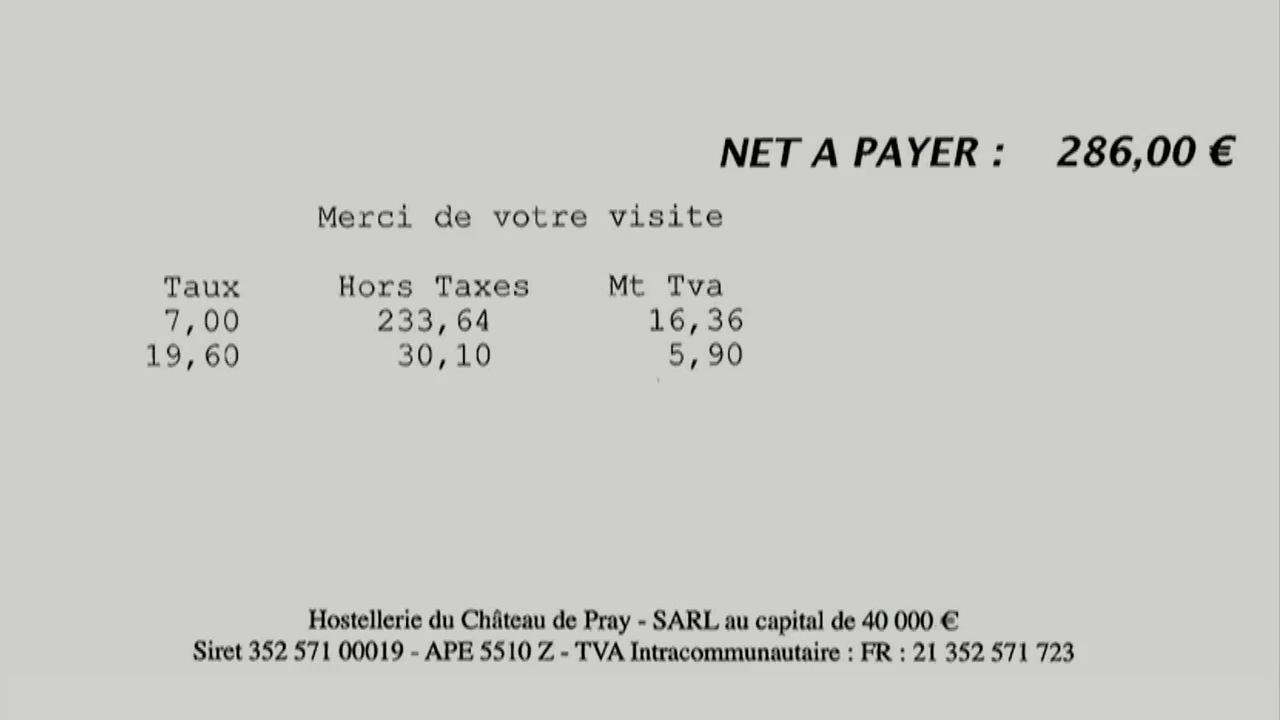 NET A PAYER : 286,00 €
Merci de votre visite
Taux Hors Taxes Mt Tva
7,00 233,64 16,36
19,60 30,10 5,90
Hostellerie du Château de Pray - SARL au capital de 40 000 €
Siret 352 571 00019 - APE 5510 Z - TVA Intracommunautaire : FR : 21 352 571 723